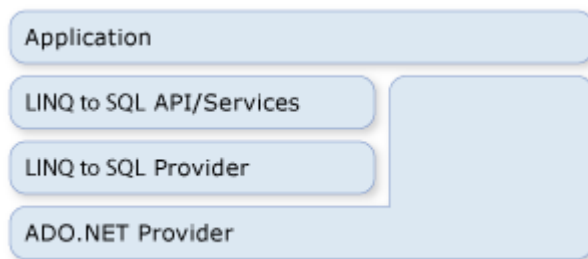 Application
LINQ to SQL API/Services
LINQ to SQL Provider
ADO.NET Provider